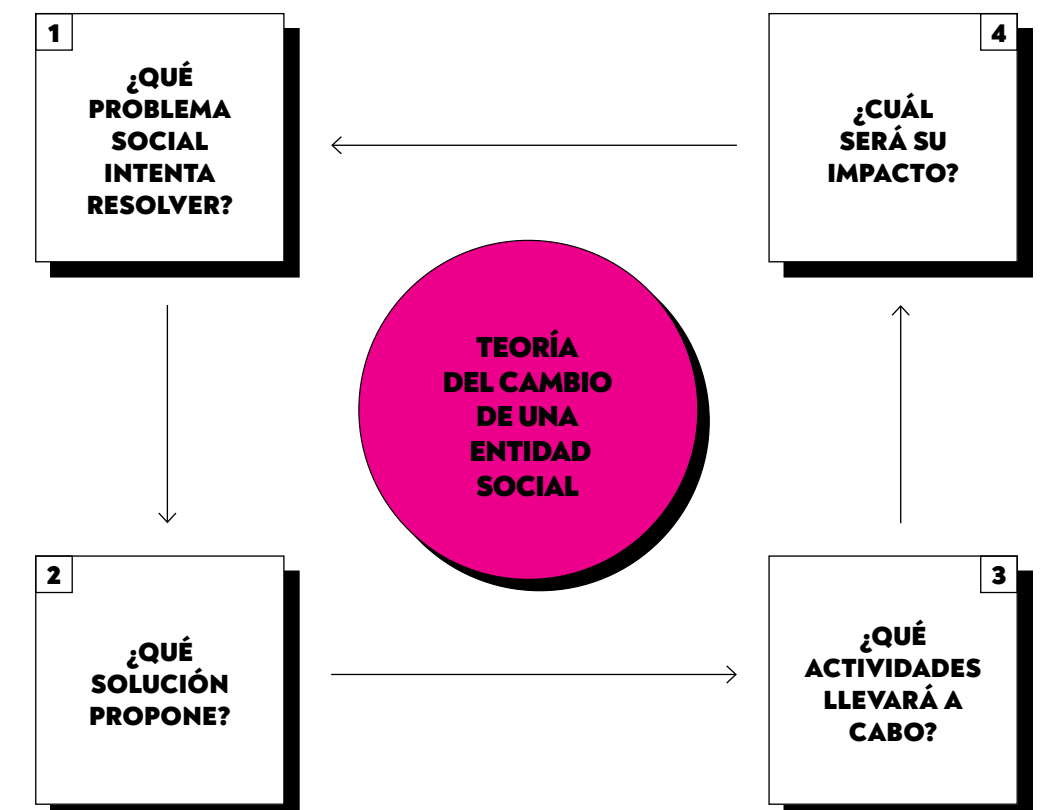 1
¿QUÉ
PROBLEMA
SOCIAL
INTENTA
RESOLVER?
4
¿CUÁL
SERÁ SU
IMPACTO?
TEORÍA
DEL CAMBIO
DE UNA
ENTIDAD
SOCIAL
2
¿QUÉ
SOLUCIÓN
PROPONE?
3
¿QUÉ
ACTIVIDADES
LLEVARÁ A
CABO?